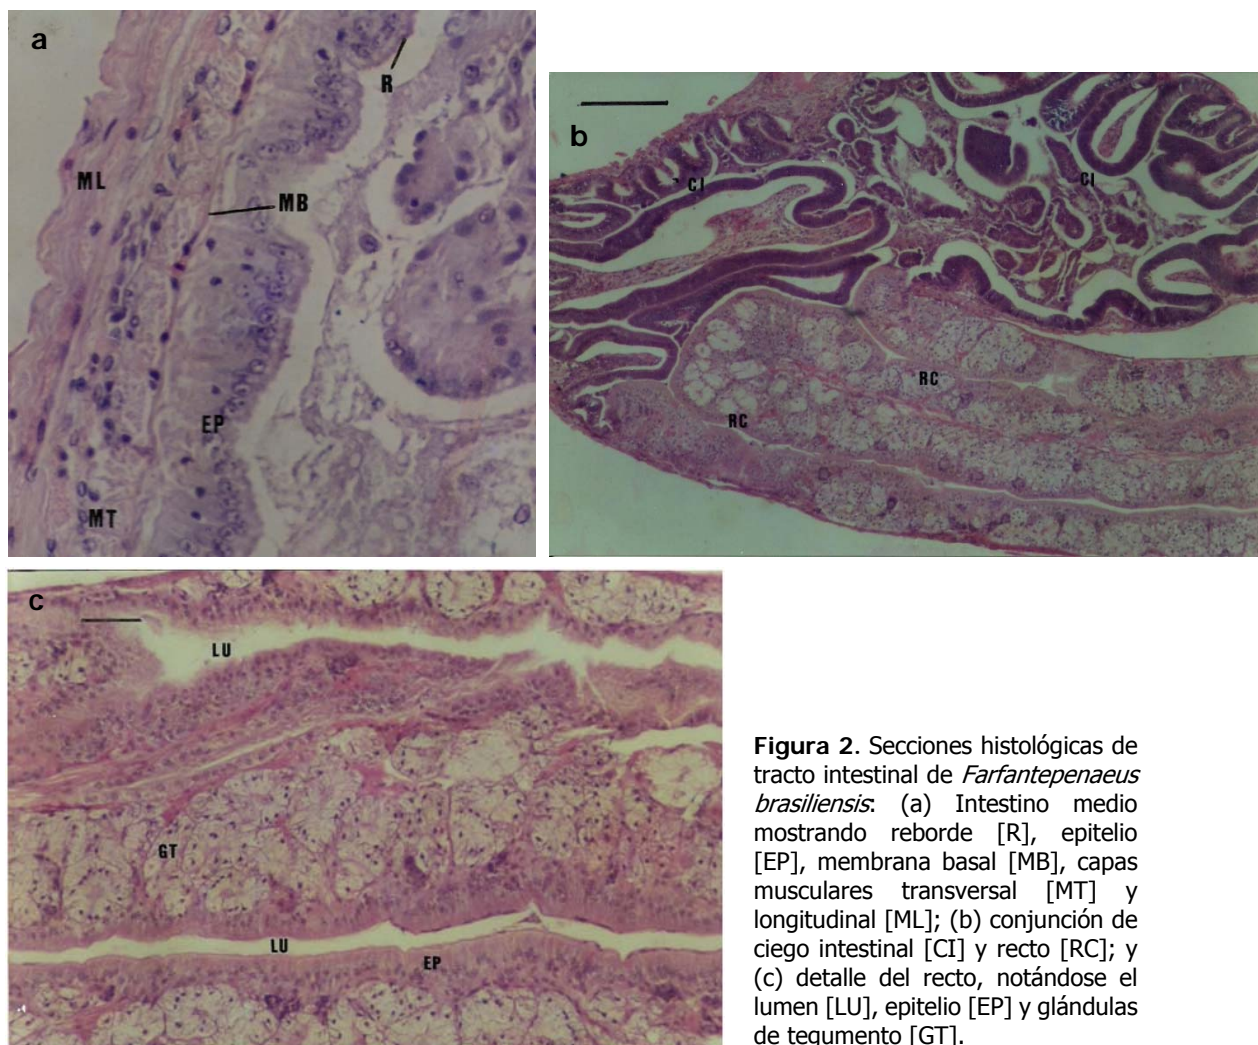 a
R
ML
MB
EP
MT
b
CI
CI
RC
RC
c
LU
GT
LU
EP
Figura 2. Secciones histológicas de
tracto intestinal de Farfantepenaeus
brasiliensis: (a) Intestino medio
mostrando reborde [R], epitelio
[EP], membrana basal [MB], capas
musculares transversal [MT] y
longitudinal [ML]; (b) conjunción de
ciego intestinal [CI] y recto [RC]; y
(c) detalle del recto, notándose el
lumen [LU], epitelio [EP] y glándulas
de tegumento [GT].